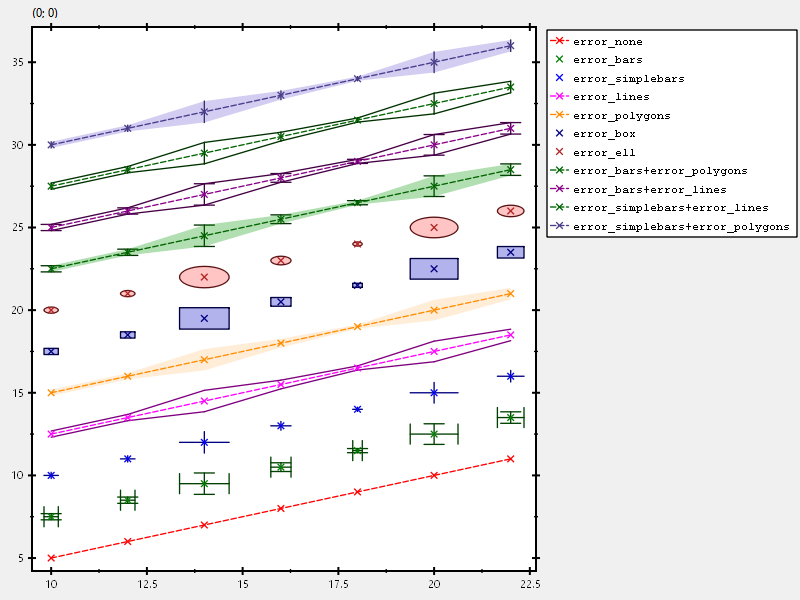 (0; 0)
error_none
error_bars
error_simplebars
error_lines
error_polygons
error_box
error_ell
error_bars+error_polygons
error_bars+error_lines
error_simplebars+error_lines
error_simplebars+error_polygons
35
30
25
20
15
10
5
10 12.5 15 17.5 20 22.5